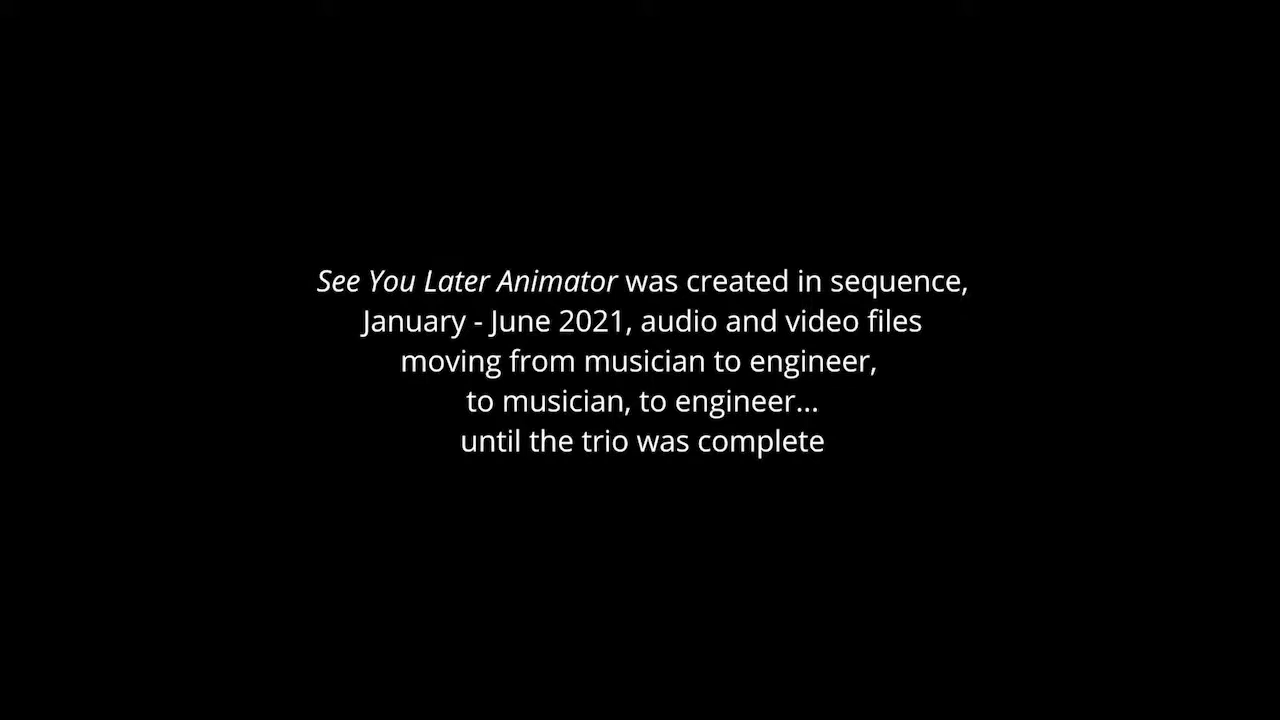 See You Later Animator was created in sequence,
January - June 2021, audio and video files
moving from musician to engineer,
to musician, to engineer...
until the trio was complete